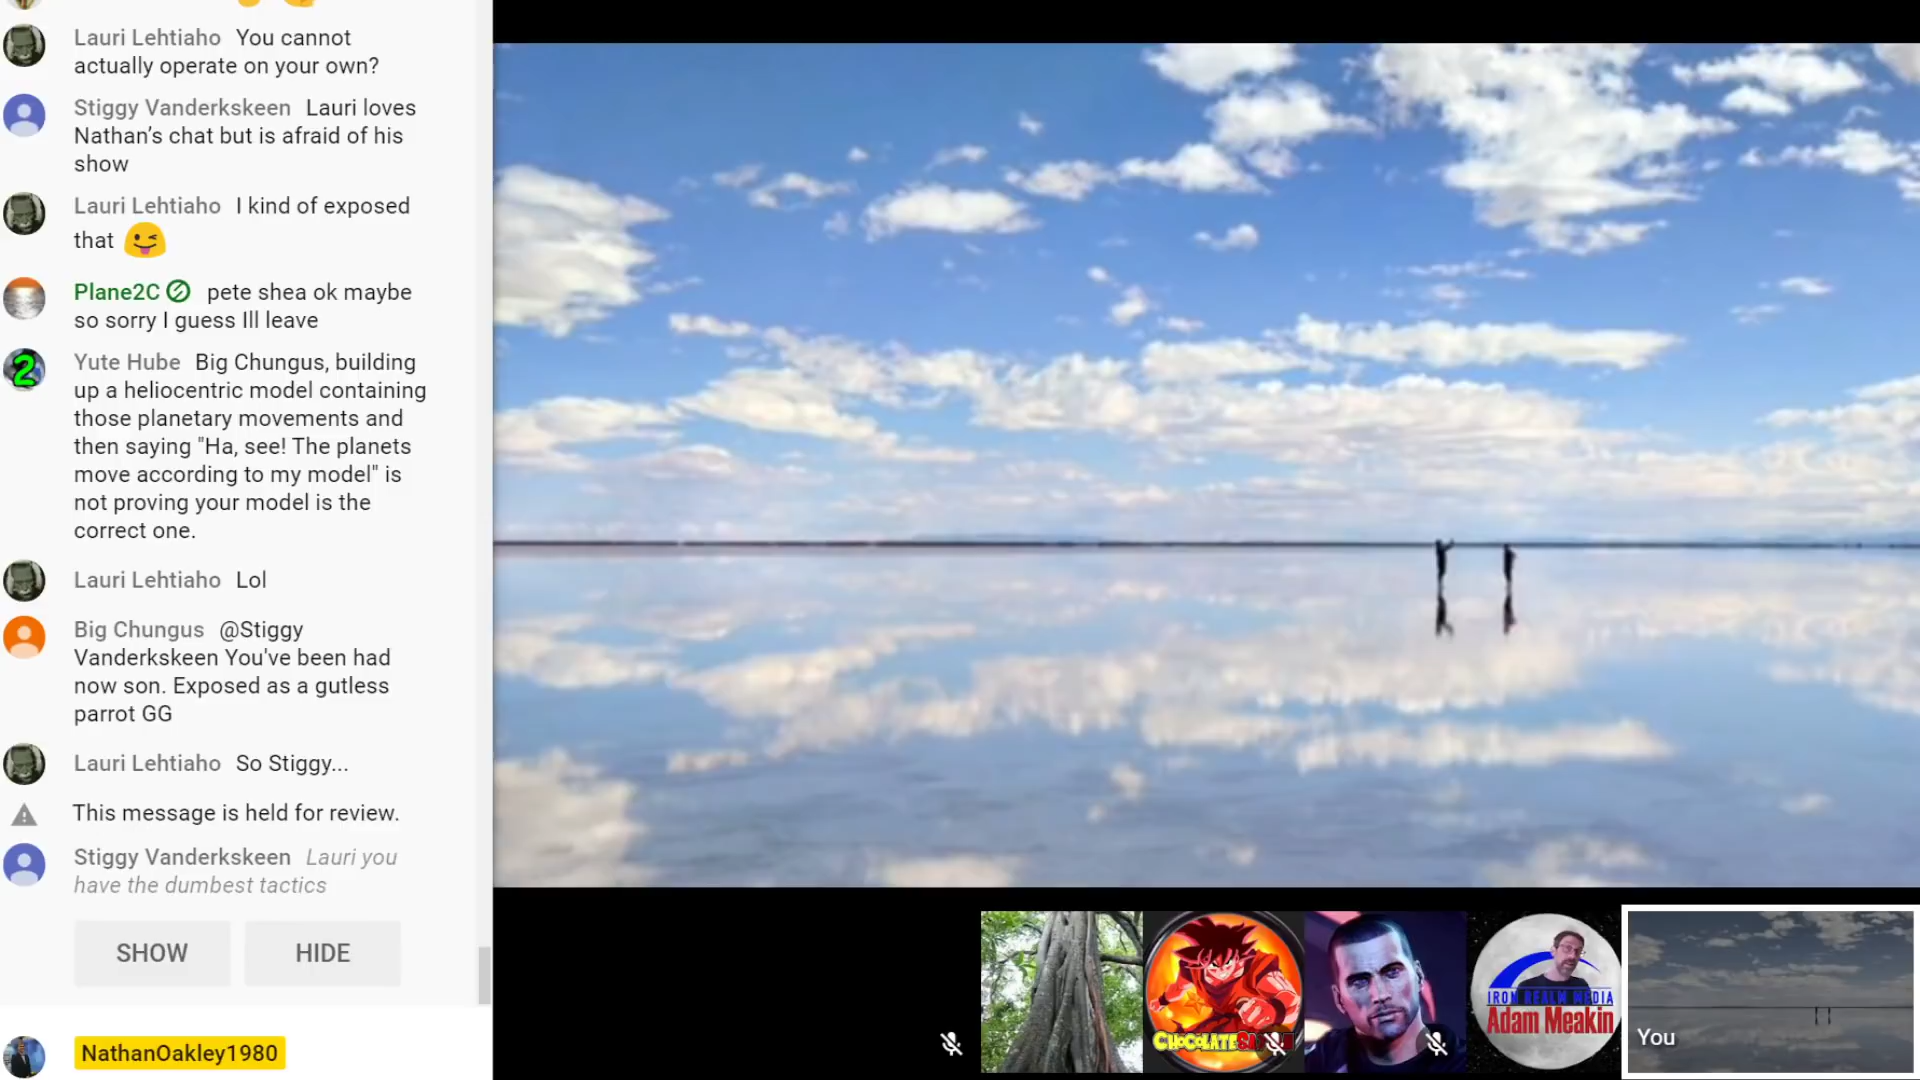 Lauri Lehtiaho You cannot
actually operate on your own?
Stiggy Vanderkskeen Lauri loves
Nathan’s chat but is afraid of his
show
Lauri Lehtiaho I kind of exposed
that
Plane2C pete shea ok maybe
so sorry I guess Ill leave
Yute Hube Big Chungus, building
up a heliocentric model containing
those planetary movements and
then saying "Ha, see! The planets
move according to my model" is
not proving your model is the
correct one.
Lauri Lehtiaho Lol
Big Chungus @Stiggy
Vanderkskeen You've been had
now son. Exposed as a gutless
parrot GG
Lauri Lehtiaho So Stiggy...
This message is held for review.
Stiggy Vanderkskeen Lauri you
have the dumbest tactics
SHOW HIDE
NathanOakley1980
2
IRON REALM MEDIA
Adam Meakin
You